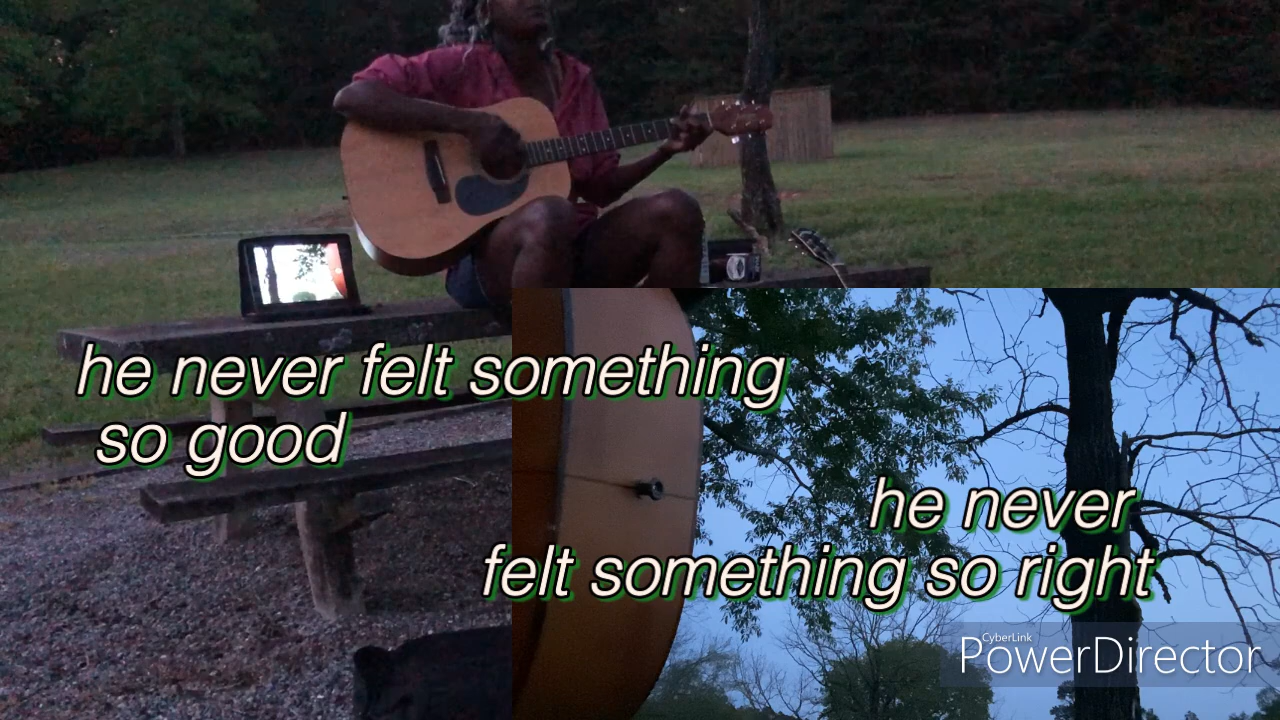 he never felt something
so good
he never
felt something so right
CyberLink
PowerDirector